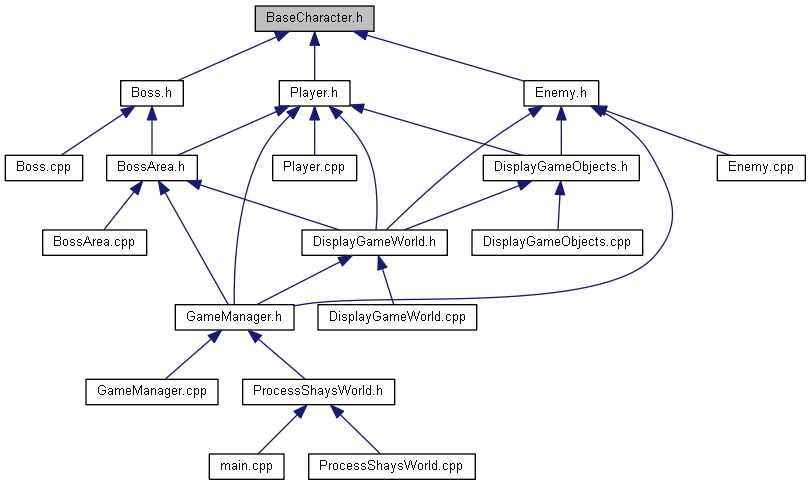 BaseCharacter.h
Boss.h
Player.h
Enemy.h
Boss.cpp
BossArea.h
Player.cpp
DisplayGameObjects.h
Enemy.cpp
BossArea.cpp
DisplayGameWorld.h
DisplayGameObjects.cpp
GameManager.h
DisplayGameWorld.cpp
GameManager.cpp
ProcessShaysWorld.h
main.cpp
ProcessShaysWorld.cpp